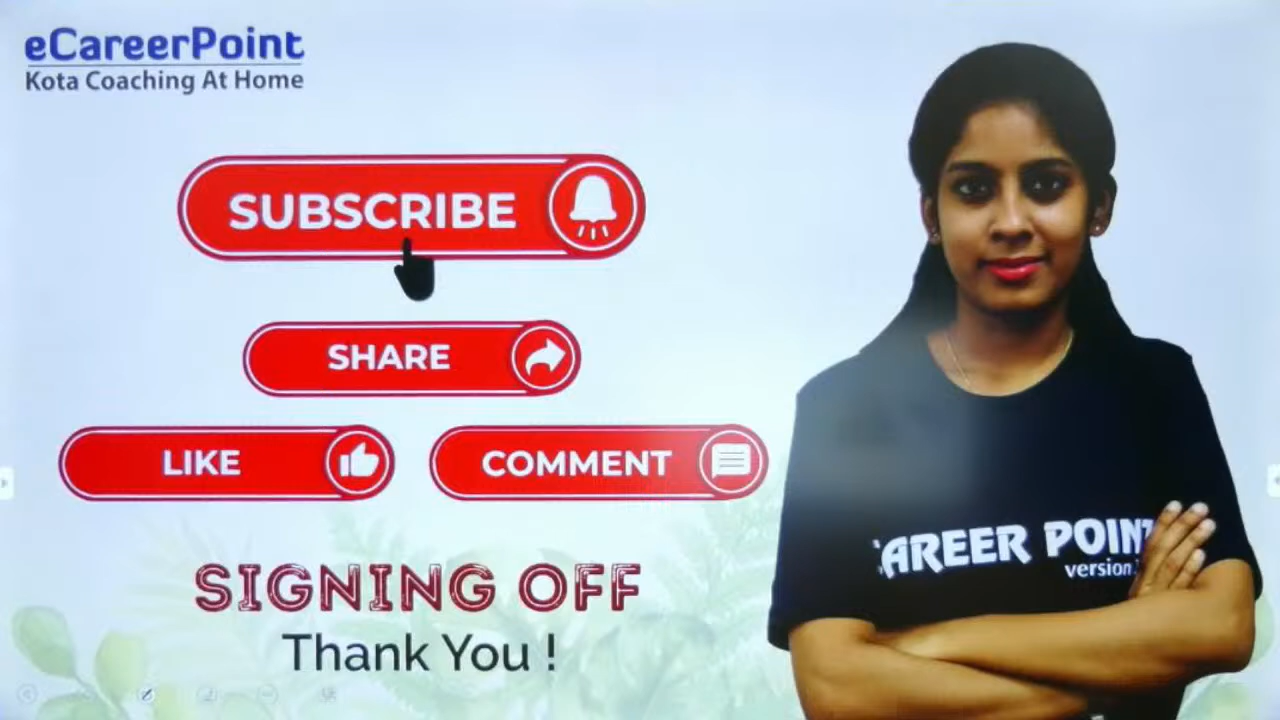 eCareerPoint
Kota Coaching At Home
SUBSCRIBE
SHARE
LIKE
COMMENT
SIGNING OFF
Thank You !
AREER POIN
version